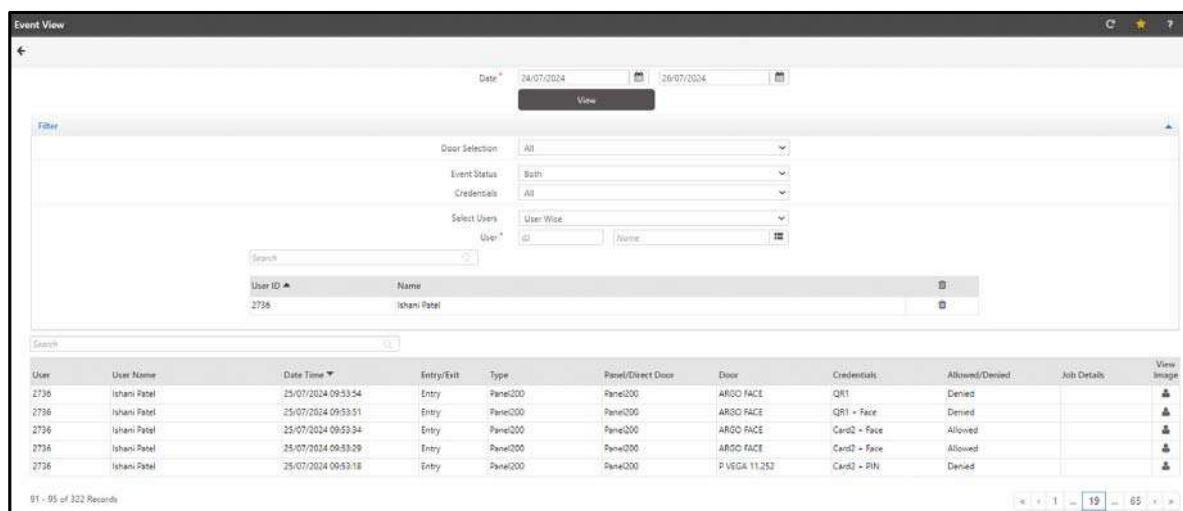 Event View
Date * 24/07/2024 26/07/2024
View
Filter
Door Selection All
Event Status Both
Credentials All
Select Users User Wise
User * ID Name
Search
User ID Name
2736 Ishani Patel
Search
User User Name Date Time Entry/Exit Type Panel/Direct Door Door Credentials Allowed/Denied Job Details View Image
2736 Ishani Patel 25/07/2024 09:53:54 Entry Panel200 Panel200 ARGO FACE QR1 Denied
2736 Ishani Patel 25/07/2024 09:53:51 Entry Panel200 Panel200 ARGO FACE QR1 + Face Denied
2736 Ishani Patel 25/07/2024 09:53:34 Entry Panel200 Panel200 ARGO FACE Card2 + Face Allowed
2736 Ishani Patel 25/07/2024 09:53:29 Entry Panel200 Panel200 ARGO FACE Card2 + Face Allowed
2736 Ishani Patel 25/07/2024 09:53:18 Entry Panel200 Panel200 P VEGA 11.252 Card2 + PIN Denied
91 - 95 of 322 Records
« ‹ 1 ... 19 ... 65 › »